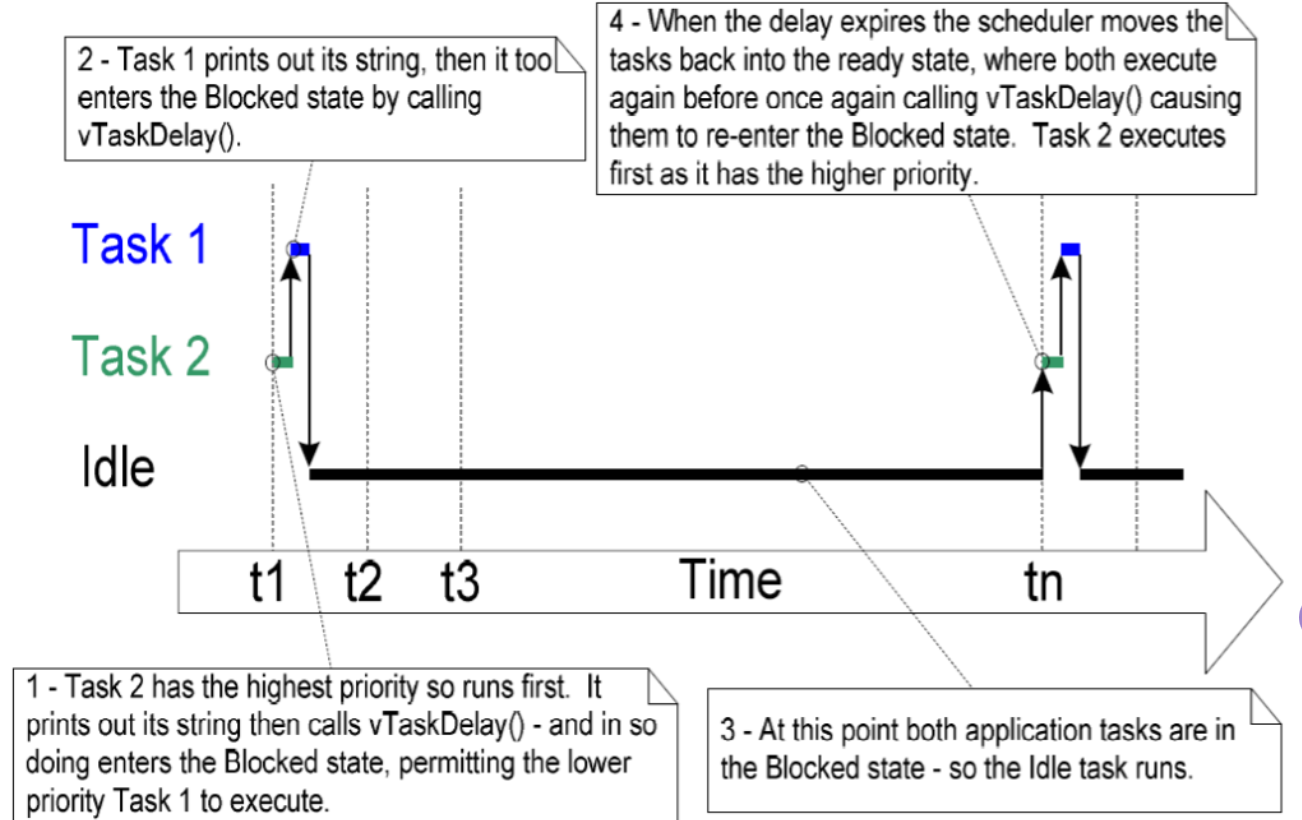 2 - Task 1 prints out its string, then it too
enters the Blocked state by calling
vTaskDelay().
4 - When the delay expires the scheduler moves the
tasks back into the ready state, where both execute
again before once again calling vTaskDelay() causing
them to re-enter the Blocked state.  Task 2 executes
first as it has the higher priority.
Task 1
Task 2
Idle
t1 t2 t3 Time tn
1 - Task 2 has the highest priority so runs first.  It
prints out its string then calls vTaskDelay() - and in so
doing enters the Blocked state, permitting the lower
priority Task 1 to execute.
3 - At this point both application tasks are in
the Blocked state - so the Idle task runs.